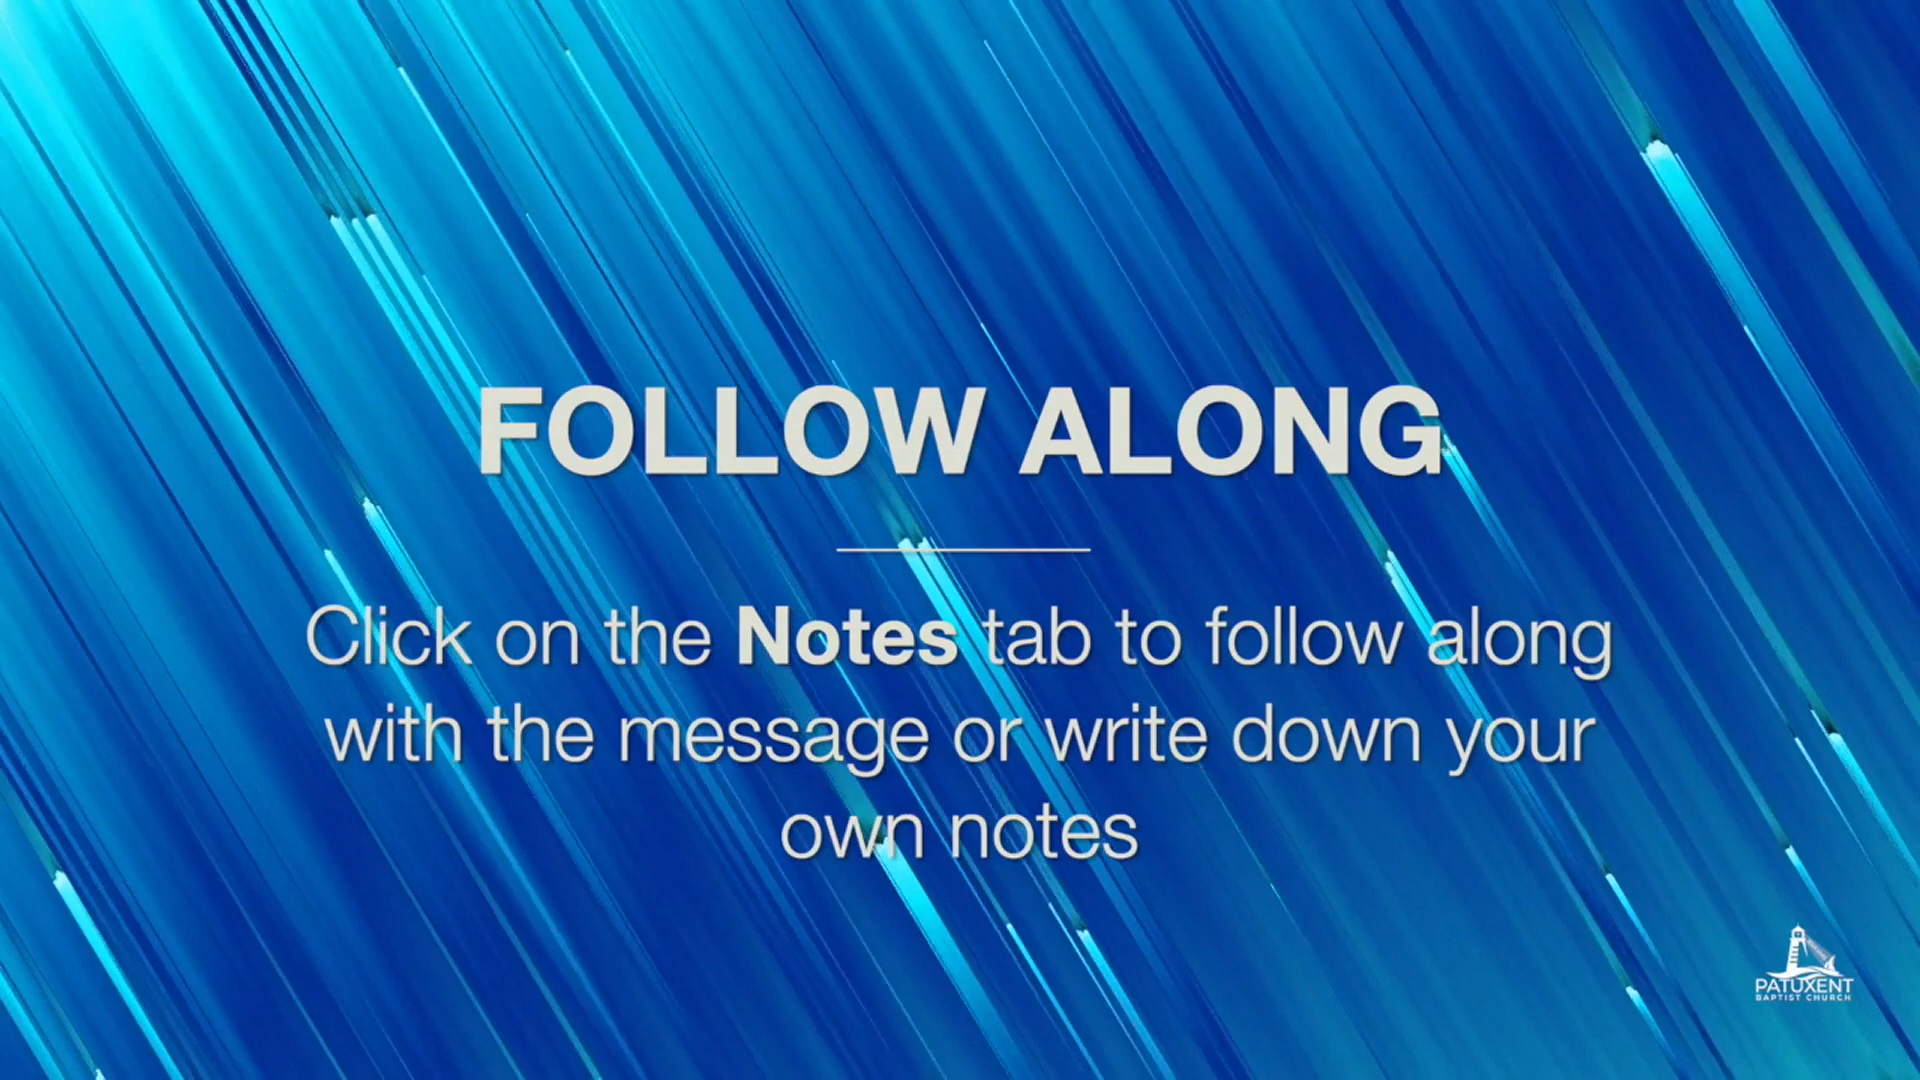 FOLLOW ALONG
Click on the Notes tab to follow along
with the message or write down your
own notes
PATUXENT
BAPTIST CHURCH